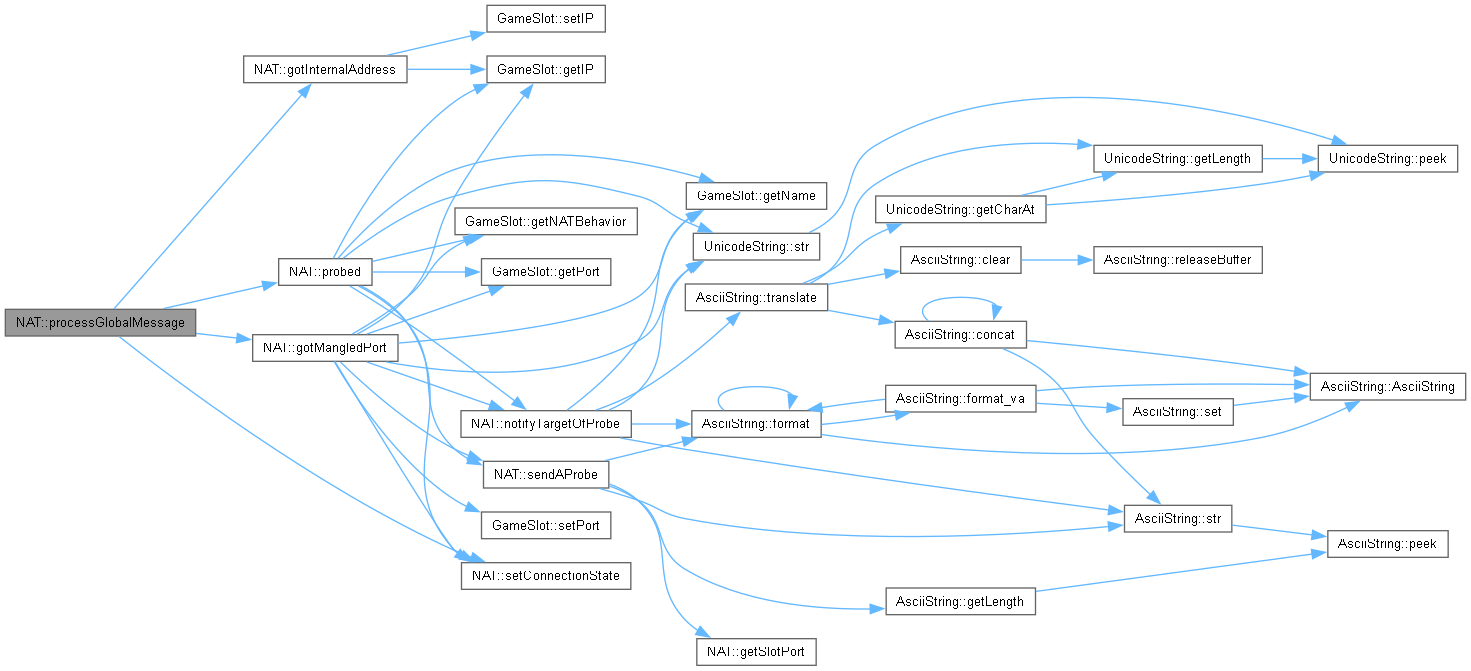 GameSlot::setIP
NAT::gotInternalAddress
GameSlot::getIP
UnicodeString::getLength
UnicodeString::peek
GameSlot::getName
UnicodeString::getCharAt
GameSlot::getNATBehavior
UnicodeString::str
AsciiString::clear
AsciiString::releaseBuffer
NAT::probed
GameSlot::getPort
AsciiString::translate
NAT::processGlobalMessage
AsciiString::concat
NAT::gotMangledPort
AsciiString::AsciiString
AsciiString::format_va
AsciiString::set
NAT::notifyTargetOfProbe
AsciiString::format
NAT::sendAProbe
GameSlot::setPort
AsciiString::str
AsciiString::peek
NAT::setConnectionState
AsciiString::getLength
NAT::getSlotPort